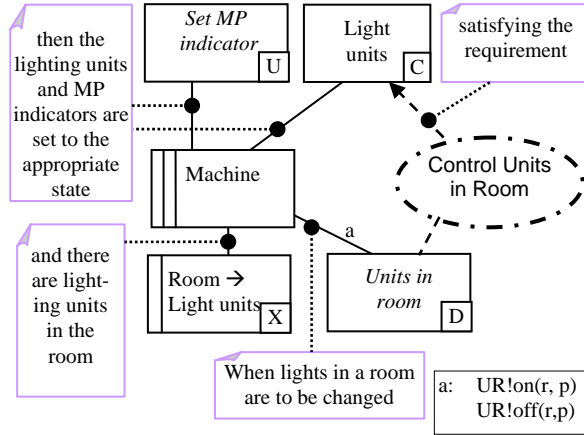 then the
lighting units
and MP
indicators are
set to the
appropriate
state
Set MP
indicator
U
Light
units
C
satisfying the
requirement
Machine
Control Units
in Room
a
and there
are light-
ing units
in the
room
Room →
Light units
X
Units in
room
D
When lights in a room
are to be changed
a: UR!on(r, p)
UR!off(r,p)